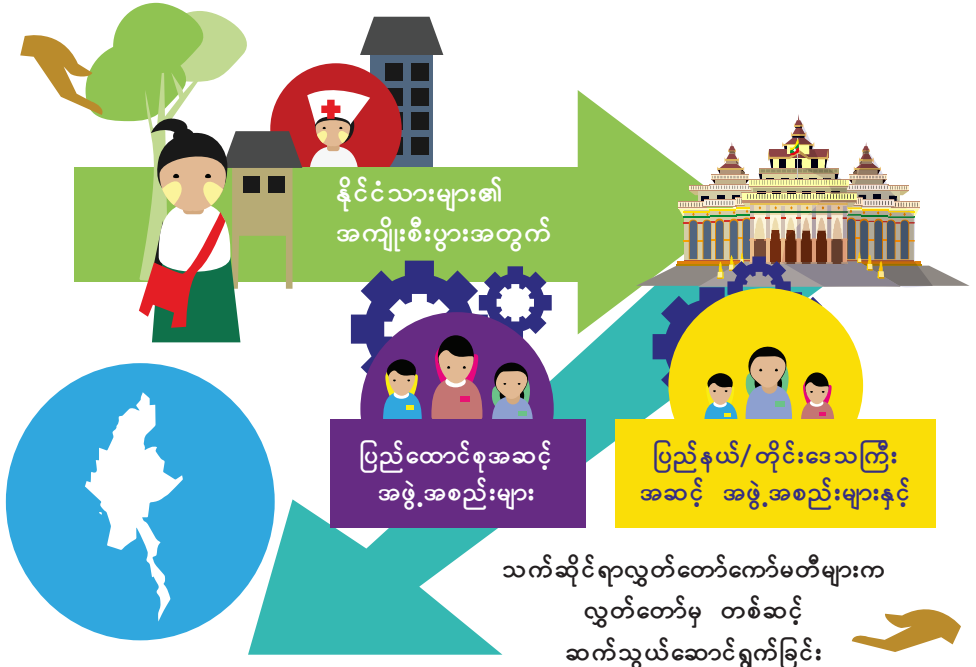 နိုင်ငံသားများ၏
အကျိုးစီးပွားအတွက်
ပြည်ထောင်စုအဆင့်
အဖွဲ့အစည်းများ
ပြည်နယ်/တိုင်းဒေသကြီး
အဆင့် အဖွဲ့အစည်းများနှင့်
သက်ဆိုင်ရာလွှတ်တော်ကော်မတီများက
လွှတ်တော်မှ တစ်ဆင့်
ဆက်သွယ်ဆောင်ရွက်ခြင်း